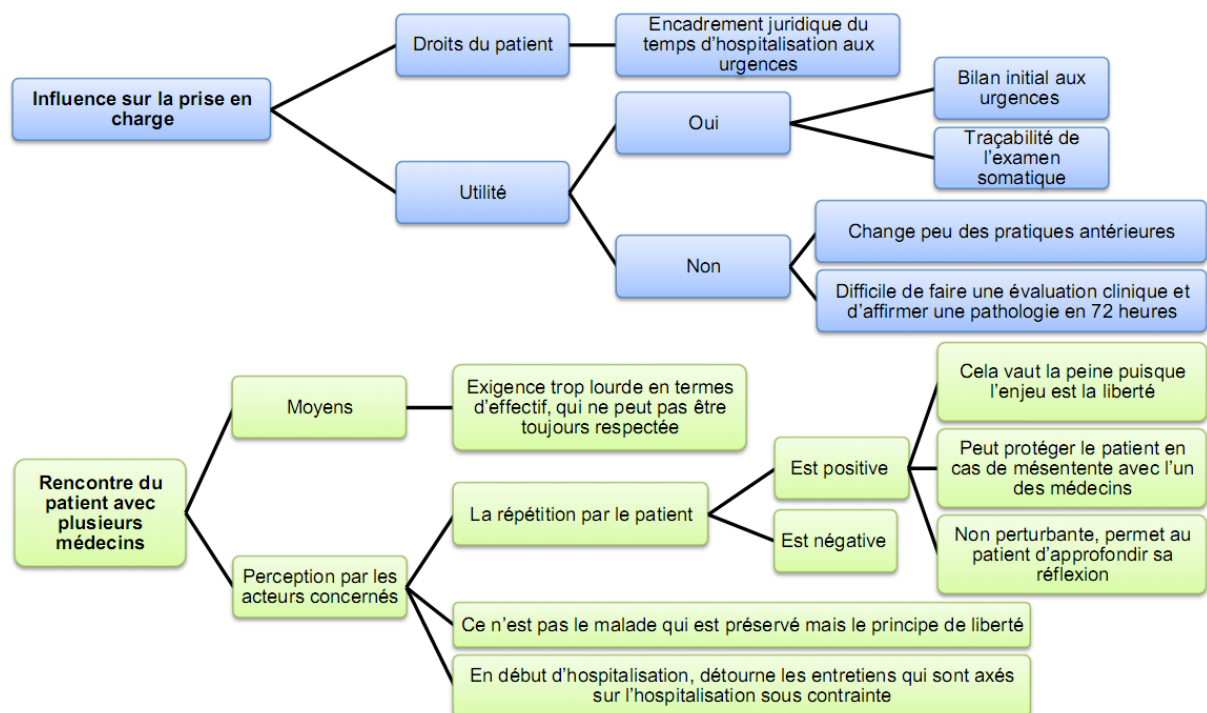 Influence sur la prise en
charge
Droits du patient
Encadrement juridique du
temps d'hospitalisation aux
urgences
Utilité
Oui
Bilan initial aux
urgences
Traçabilité de
l'examen
somatique
Non
Change peu des pratiques antérieures
Difficile de faire une évaluation clinique et
d'affirmer une pathologie en 72 heures
Rencontre du
patient avec
plusieurs
médecins
Moyens
Exigence trop lourde en termes
d'effectif, qui ne peut pas être
toujours respectée
Perception par les
acteurs concernés
La répétition par le patient
Est positive
Cela vaut la peine puisque
l'enjeu est la liberté
Peut protéger le patient en
cas de mésentente avec l'un
des médecins
Non perturbante, permet au
patient d'approfondir sa
réflexion
Est négative
Ce n'est pas le malade qui est préservé mais le principe de liberté
En début d'hospitalisation, détourne les entretiens qui sont axés
sur l'hospitalisation sous contrainte